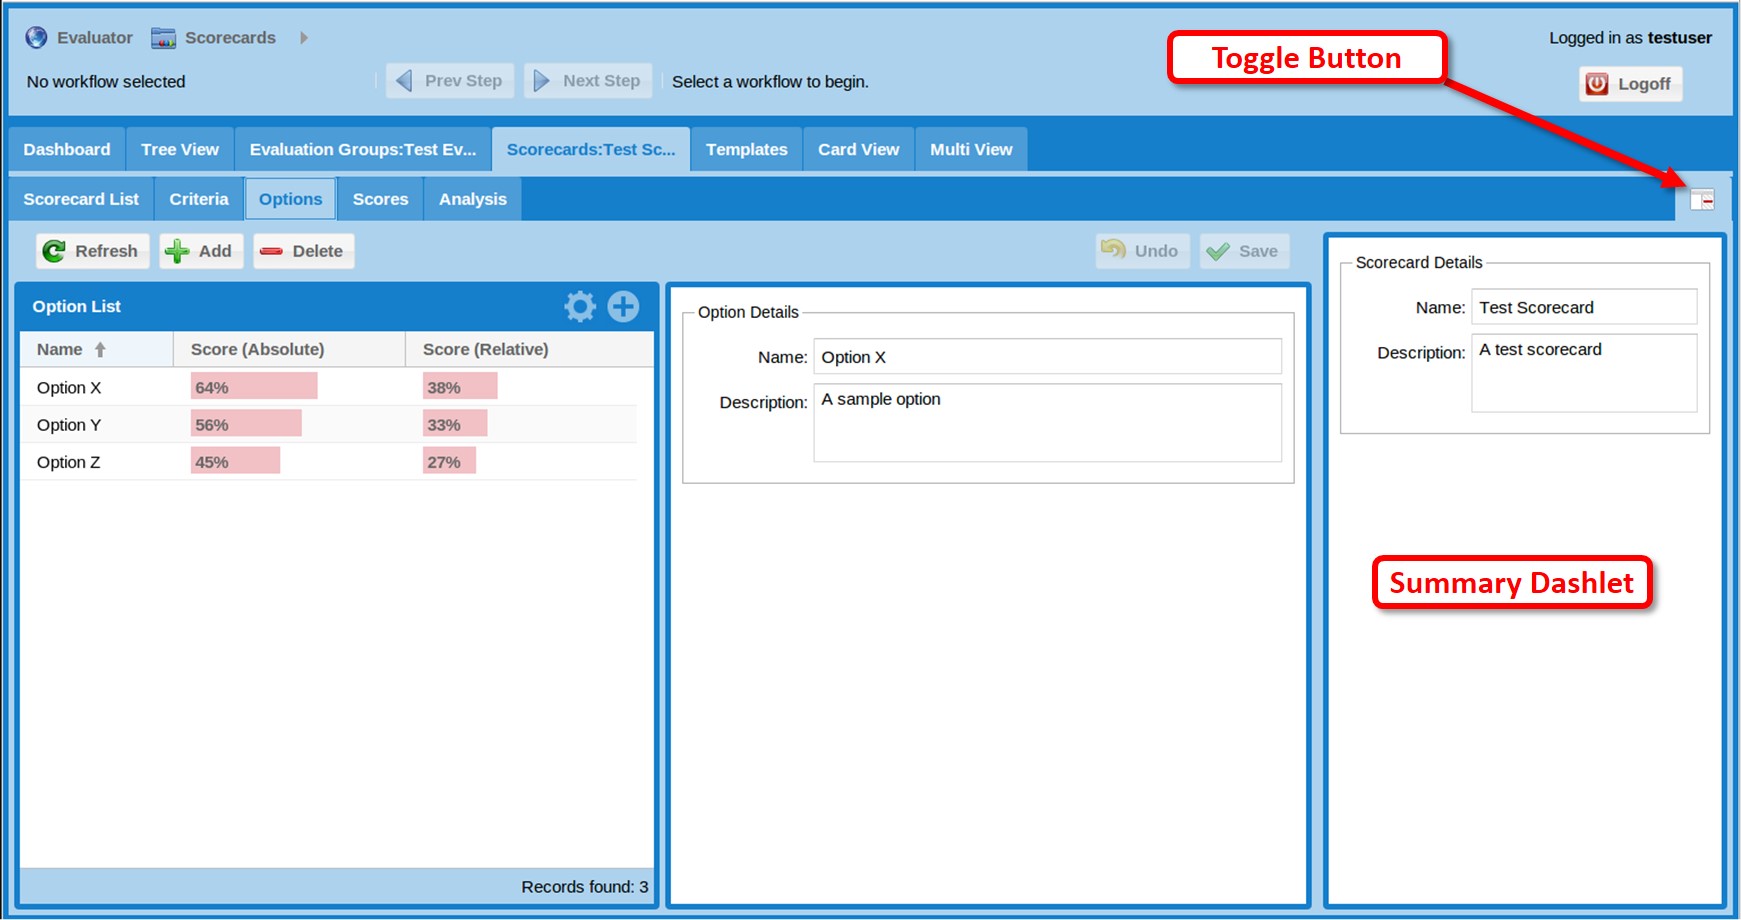 Evaluator Scorecards
Toggle Button
Logged in as testuser
No workflow selected Prev Step Next Step Select a workflow to begin.
Logoff
Dashboard Tree View Evaluation Groups:Test Ev... Scorecards:Test Sc... Templates Card View Multi View
Scorecard List Criteria Options Scores Analysis
Refresh Add Delete Undo Save
Option List
Name Score (Absolute) Score (Relative)
Option X 64% 38%
Option Y 56% 33%
Option Z 45% 27%
Records found: 3
Option Details
Name: Option X
Description: A sample option
Scorecard Details
Name: Test Scorecard
Description: A test scorecard
Summary Dashlet